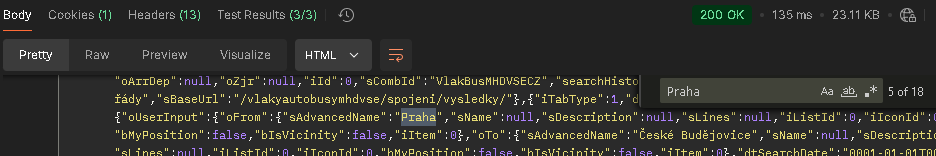 Body Cookies (1) Headers (13) Test Results (3/3) 200 OK 135 ms 23.11 KB
Pretty Raw Preview Visualize HTML
"oArrDep":null,"oZjr":null,"iId":0,"sCombId":"VlakBusMHDVSECZ","searchHisto
řády","sBaseUrl":"/vlakyautobusymhdvse/spojeni/vysledky/"},{"iTabType":1,"d
Praha Aa ab .* 5 of 18
{"oUserInput":{"oFrom":{"sAdvancedName":"Praha","sName":null,"sDescription":null,"sLines":null,"iListId":0,"iIconId":0
"bMyPosition":false,"bIsVicinity":false,"iItem":0},"oTo":{"sAdvancedName":"České Budějovice","sName":null,"sDescription
"sLines":null,"iListId":0,"iIconId":0,"bMyPosition":false,"bIsVicinity":false,"iItem":0},"dtSearchDate":"0001-01-01T00